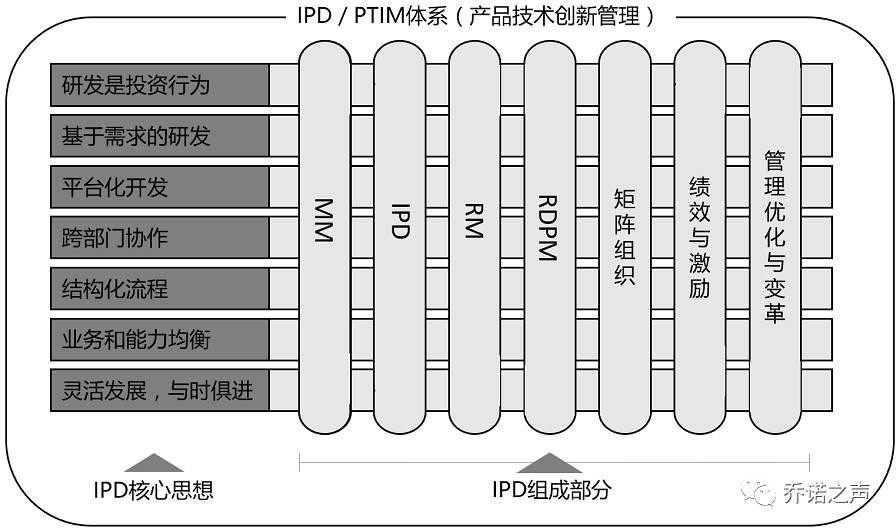 IPD / PTIM体系（产品技术创新管理）
研发是投资行为
基于需求的研发
平台化开发
跨部门协作
结构化流程
业务和能力均衡
灵活发展，与时俱进
MM
IPD
RM
RDPM
矩阵组织
绩效与激励
管理优化与变革
IPD核心思想
IPD组成部分
乔诺之声